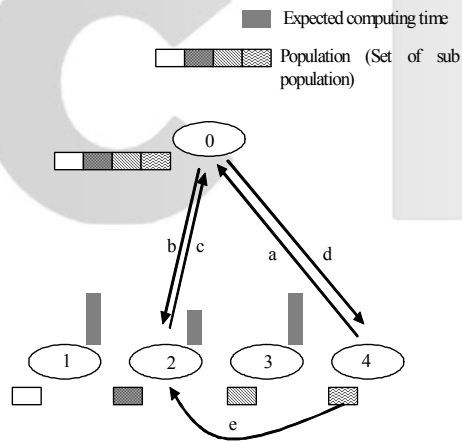 Expected computing time
Population (Set of sub
population)
0
b
c
a
d
1
2
3
4
e